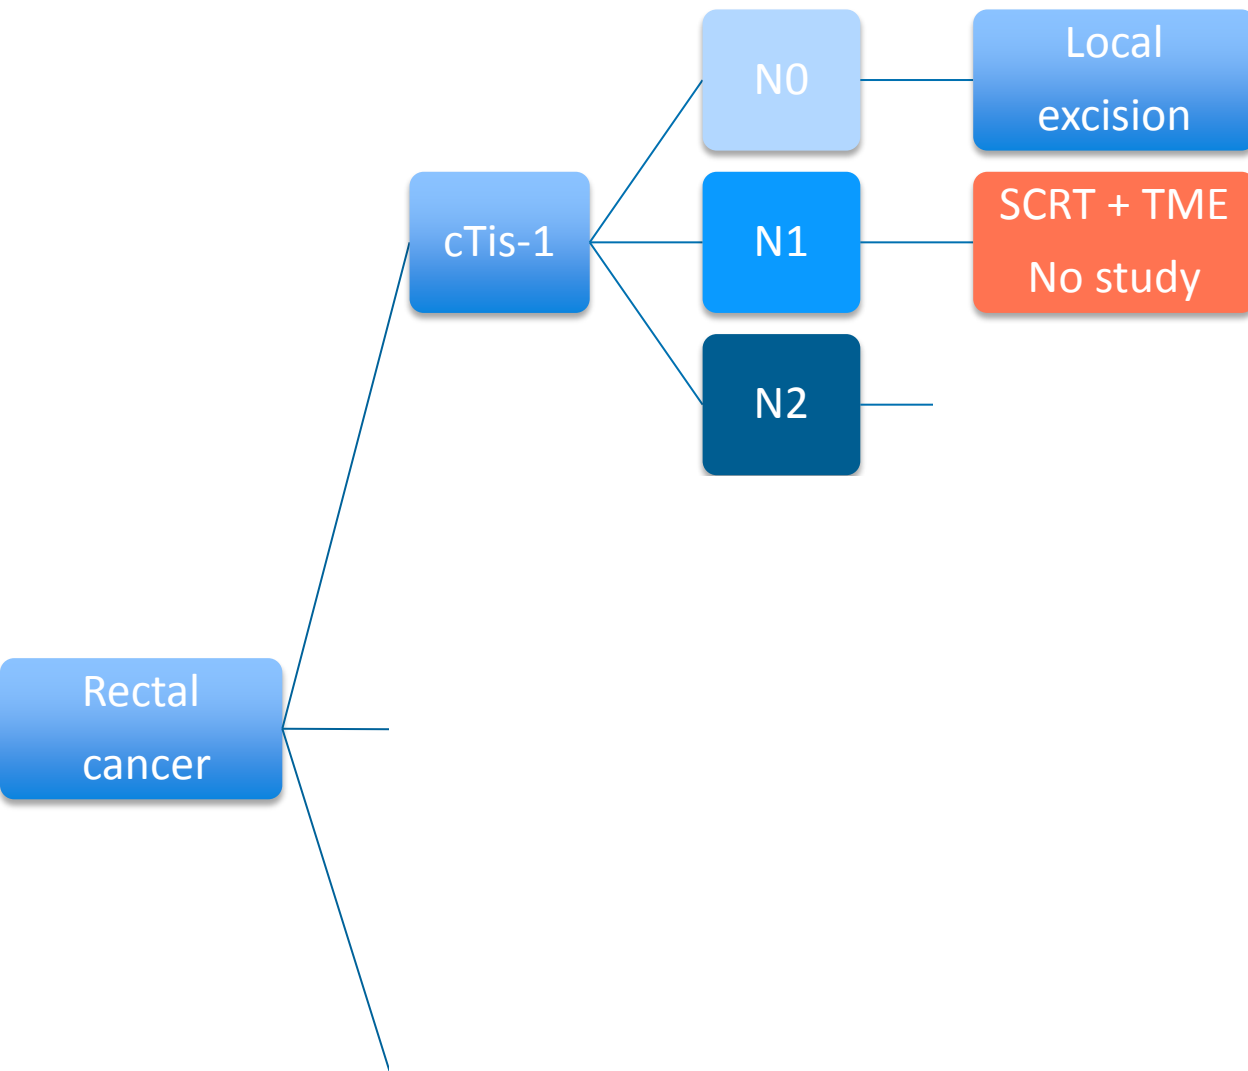 N0
Local
excision
cTis-1
N1
SCRT + TME
No study
N2
Rectal
cancer